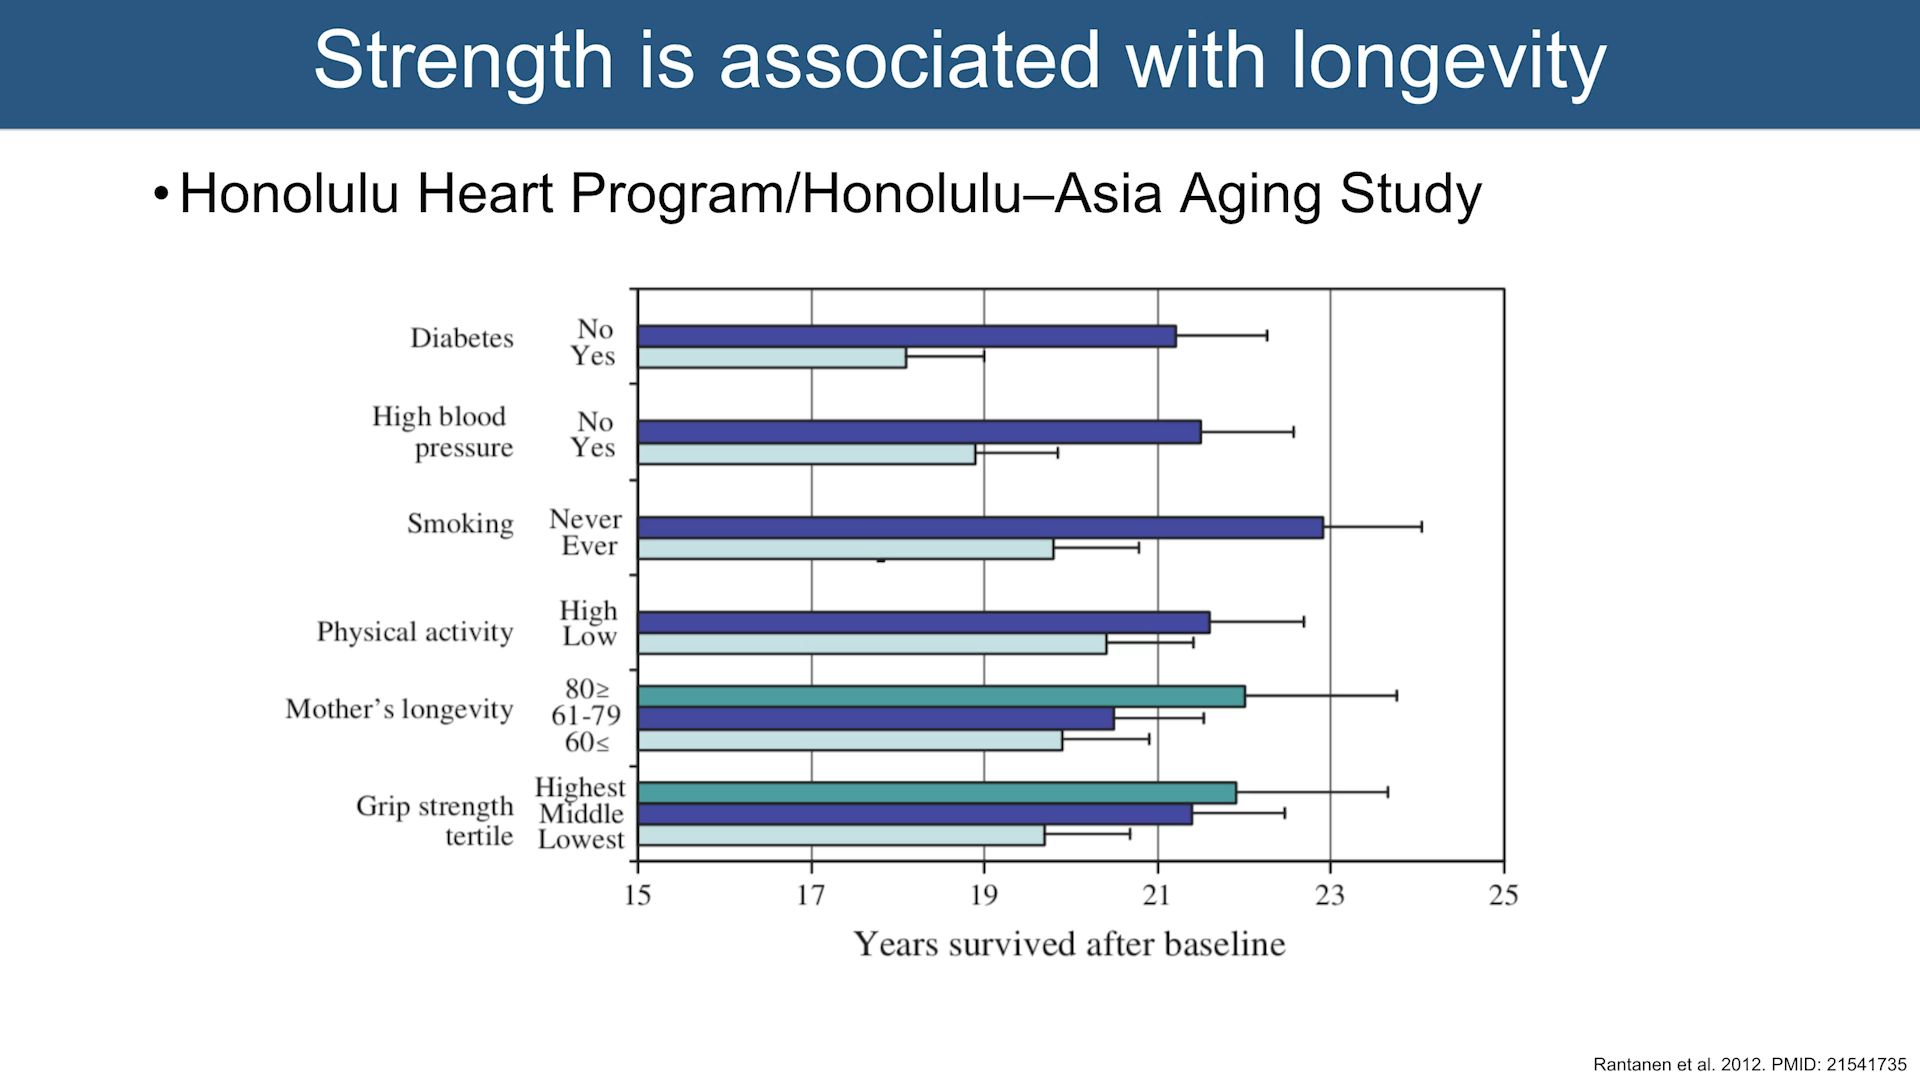 Strength is associated with longevity
• Honolulu Heart Program/Honolulu–Asia Aging Study
Diabetes
No
Yes
High blood
pressure
No
Yes
Smoking
Never
Ever
Physical activity
High
Low
Mother's longevity
80≥
61-79
60≤
Grip strength
tertile
Highest
Middle
Lowest
15 17 19 21 23 25
Years survived after baseline
Rantanen et al. 2012. PMID: 21541735